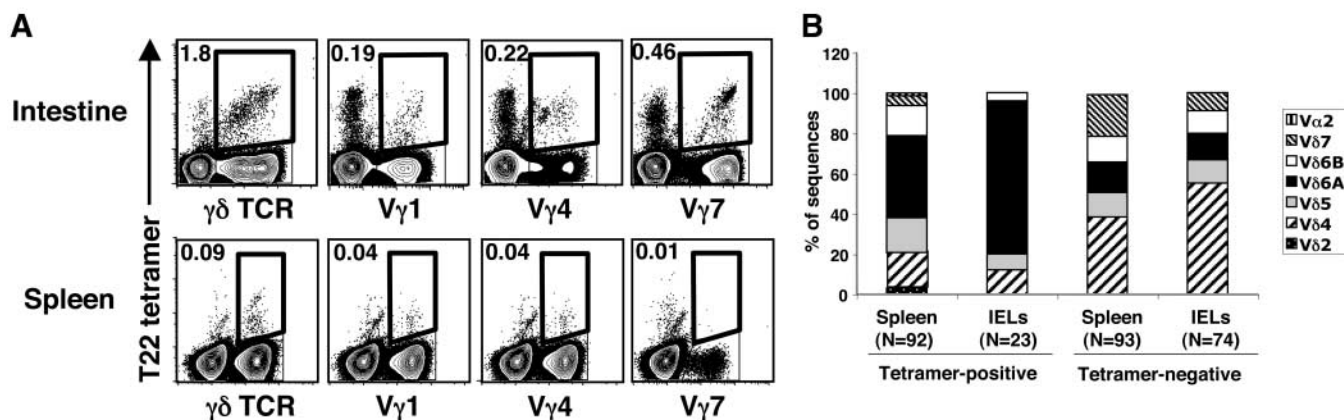 A
B
T22 tetramer
Intestine
1.8
0.19
0.22
0.46
γδ TCR
Vγ1
Vγ4
Vγ7
Spleen
0.09
0.04
0.04
0.01
γδ TCR
Vγ1
Vγ4
Vγ7
% of sequences
120
100
80
60
40
20
0
Spleen
(N=92)
IELs
(N=23)
Spleen
(N=93)
IELs
(N=74)
Tetramer-positive
Tetramer-negative
Vα2
Vδ7
Vδ6B
Vδ6A
Vδ5
Vδ4
Vδ2